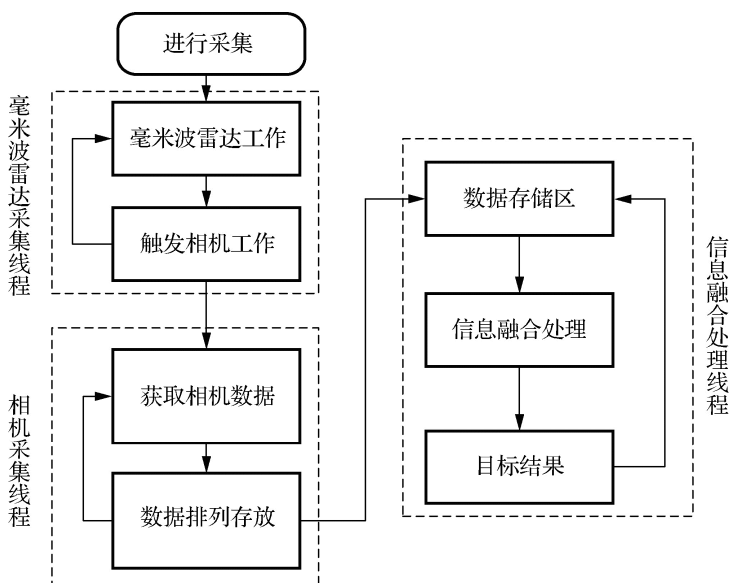 进行采集
毫米波雷达采集线程
毫米波雷达工作
触发相机工作
相机采集线程
获取相机数据
数据排列存放
数据存储区
信息融合处理
目标结果
信息融合处理线程